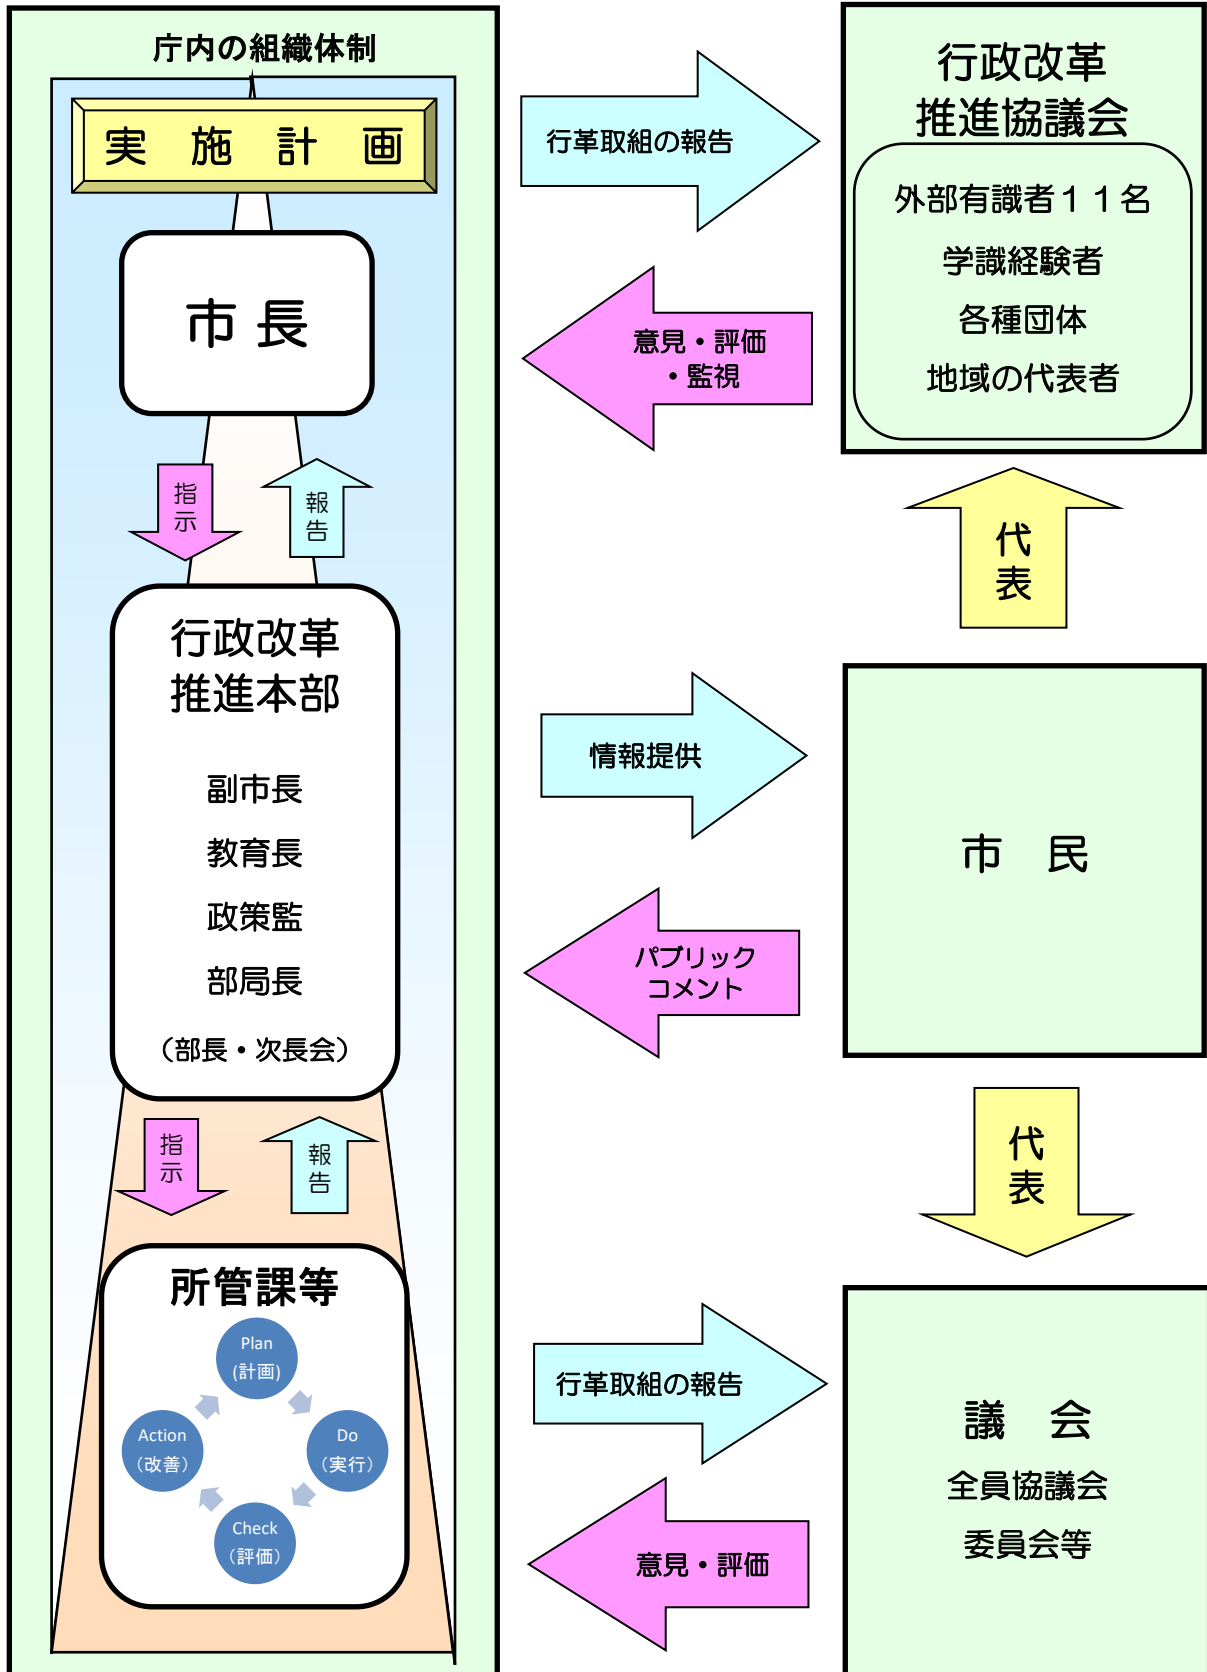 庁内の組織体制
実　施　計　画
市 長
指
示
報
告
行政改革
推進本部
副市長
教育長
政策監
部局長
（部長・次長会）
指
示
報
告
所管課等
Plan
(計画)
Do
（実行）
Check
（評価）
Action
（改善）
行革取組の報告
意見・評価
・監視
情報提供
パブリック
コメント
行革取組の報告
意見・評価
行政改革
推進協議会
外部有識者１１名
学識経験者
各種団体
地域の代表者
代
表
市　民
代
表
議　会
全員協議会
委員会等